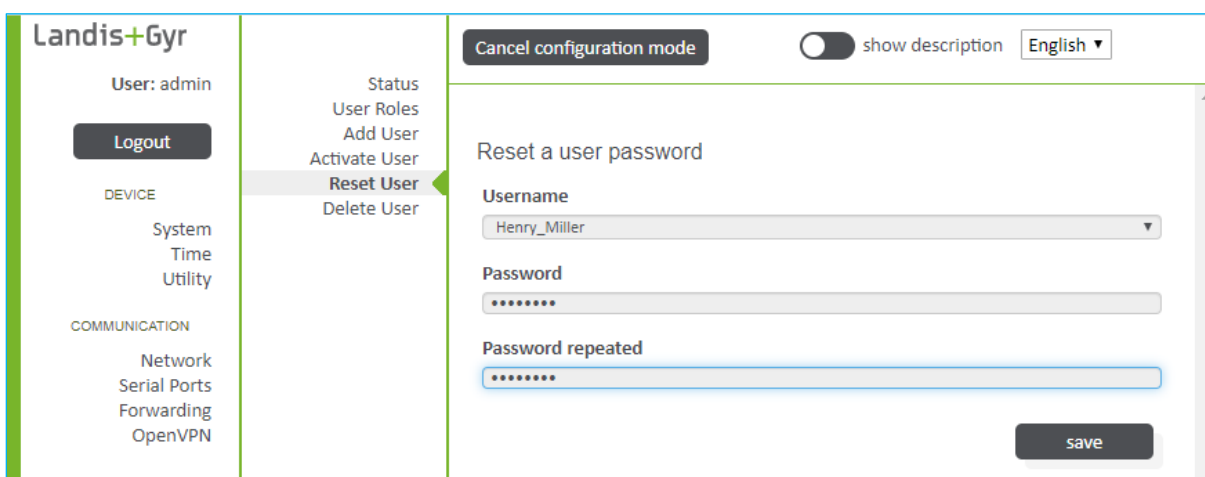 Landis+Gyr
User: admin
Logout
DEVICE
System
Time
Utility
COMMUNICATION
Network
Serial Ports
Forwarding
OpenVPN
Status
User Roles
Add User
Activate User
Reset User
Delete User
Cancel configuration mode
show description
English
Reset a user password
Username
Henry_Miller
Password
••••••••
Password repeated
••••••••
save